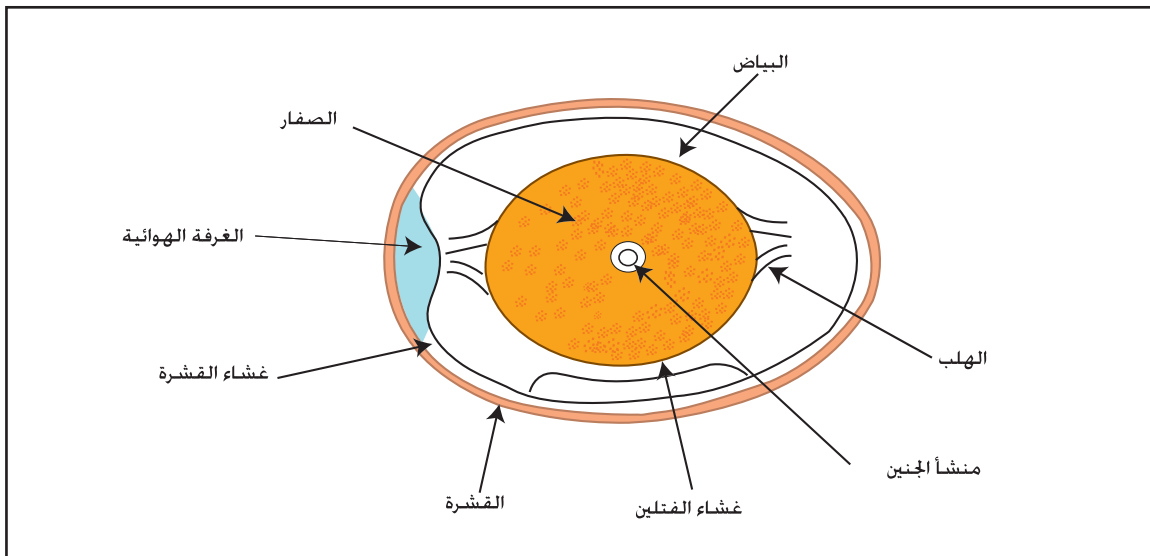 البياض
الصفار
الغرفة الهوائية
الهلب
غشاء القشرة
منشأ الجنين
القشرة
غشاء الفتلين